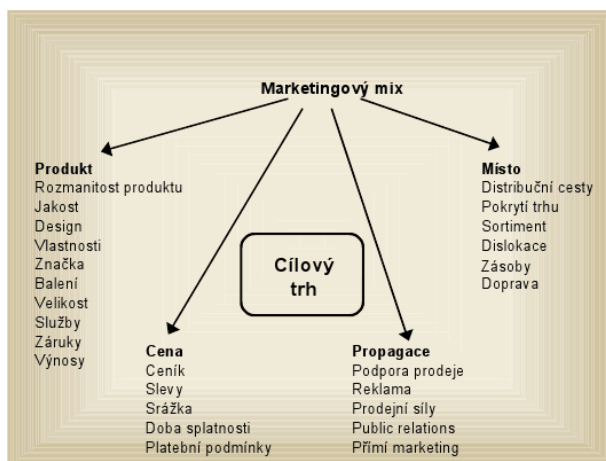 Marketingový mix
Produkt
Rozmanitost produktu
Jakost
Design
Vlastnosti
Značka
Balení
Velikost
Služby
Záruky
Výnosy
Cílový
trh
Cena
Ceník
Slevy
Srážka
Doba splatnosti
Platební podmínky
Propagace
Podpora prodeje
Reklama
Prodejní síly
Public relations
Přímí marketing
Místo
Distribuční cesty
Pokrytí trhu
Sortiment
Dislokace
Zásoby
Doprava